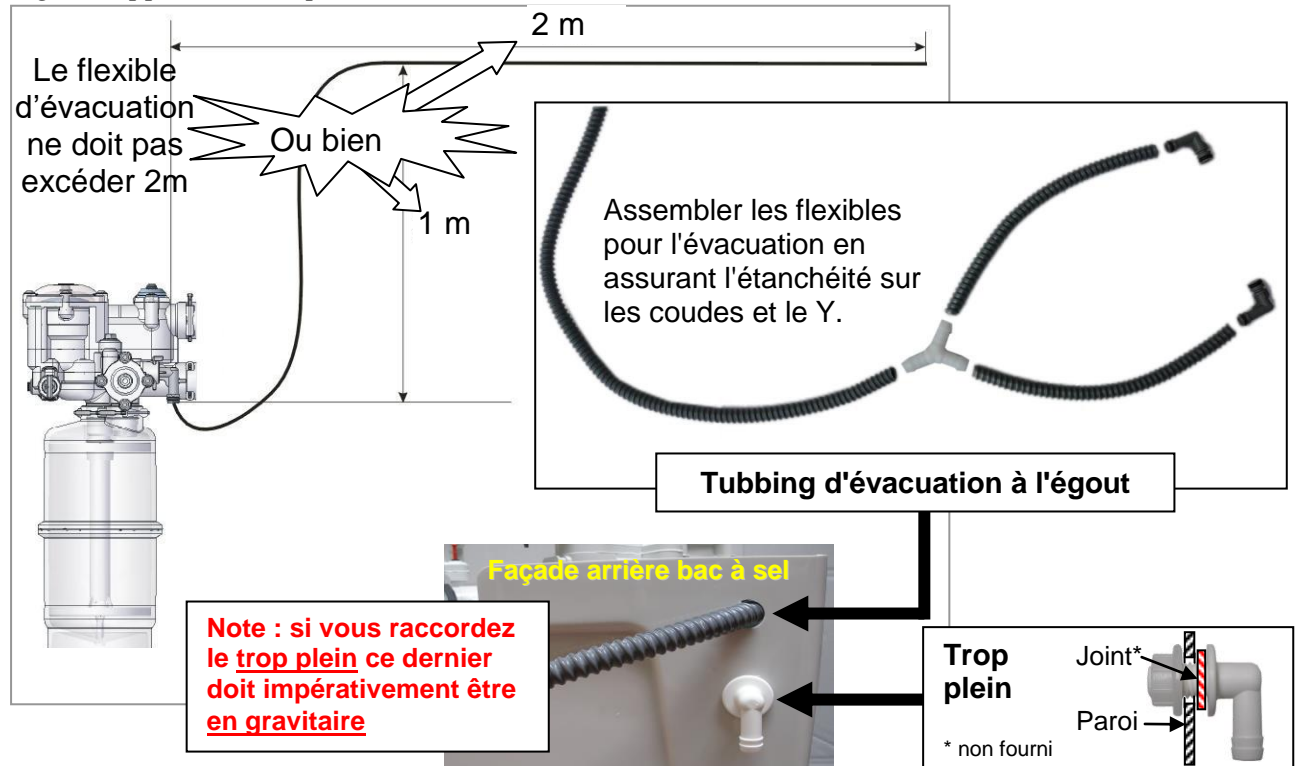 2 m
Le flexible
d'évacuation
ne doit pas
excéder 2m
Ou bien
1 m
Assembler les flexibles
pour l'évacuation en
assurant l'étanchéité sur
les coudes et le Y.
Tubbing d'évacuation à l'égout
Façade arrière bac à sel
Note : si vous raccordez
le trop plein ce dernier
doit impérativement être
en gravitaire
Trop
plein
Joint*
Paroi
* non fourni